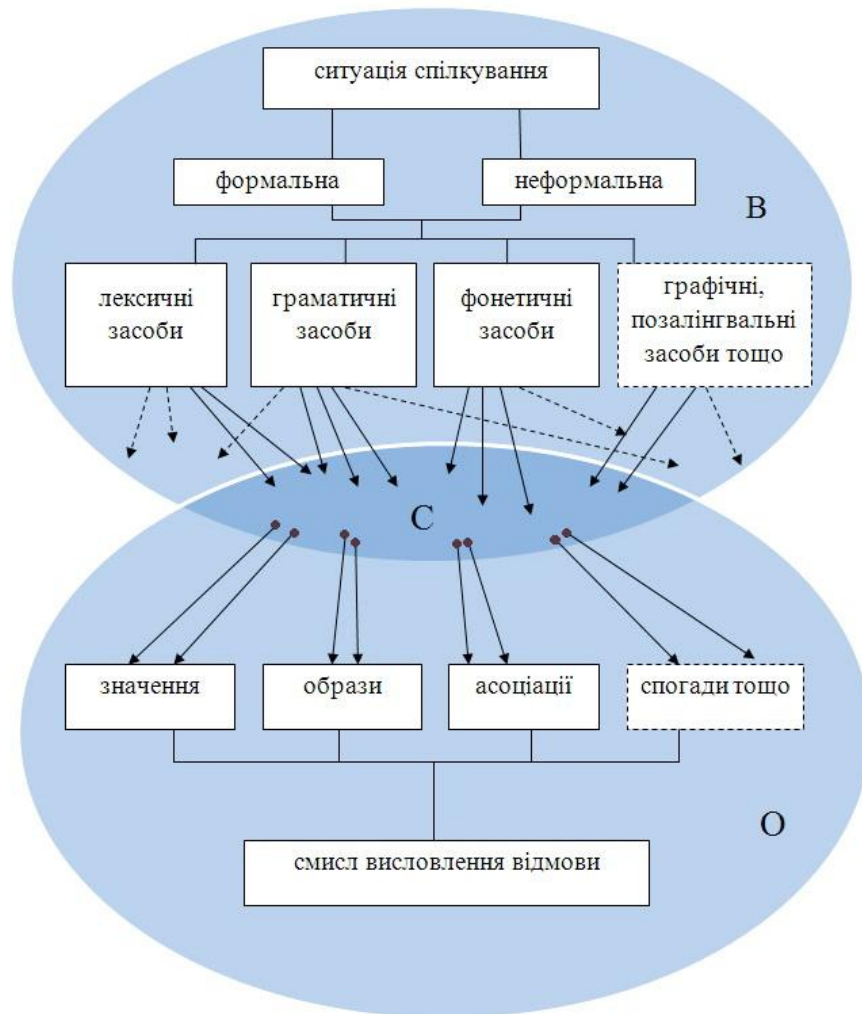 ситуація спілкування
формальна
неформальна
В
лексичні
засоби
граматичні
засоби
фонетичні
засоби
графічні,
позалінгвальні
засоби тощо
С
значення
образи
асоціації
спогади тощо
О
смисл висловлення відмови